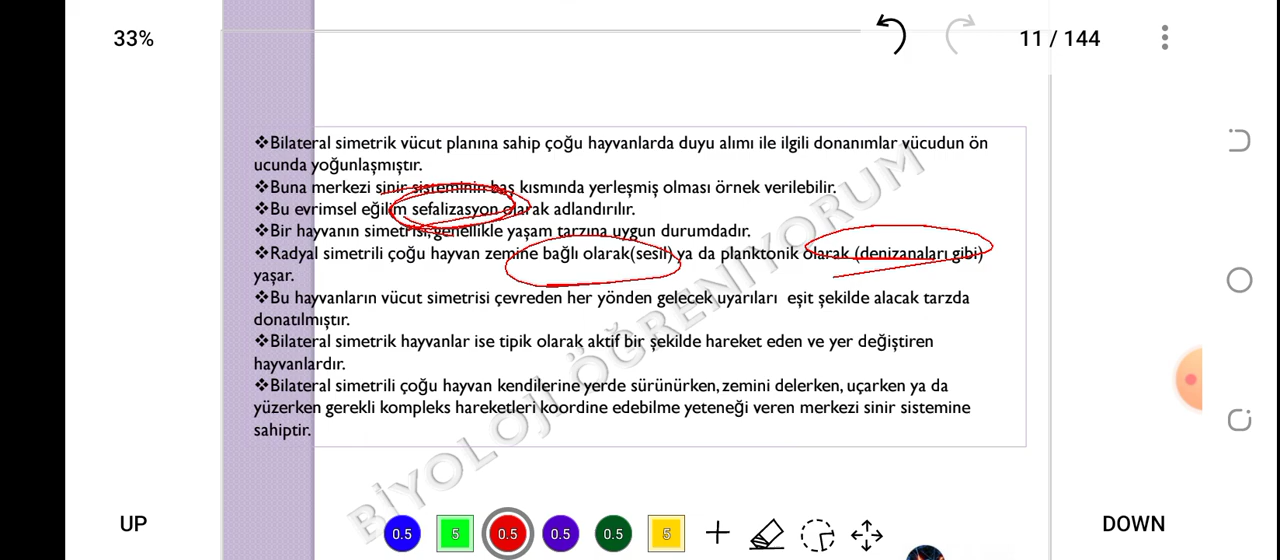 33%
11 / 144
❖Bilateral simetrik vücut planına sahip çoğu hayvanlarda duyu alımı ile ilgili donanımlar vücudun ön
ucunda yoğunlaşmıştır.
❖Buna merkezi sinir sisteminin baş kısmında yerleşmiş olması örnek verilebilir.
❖Bu evrimsel eğilim sefalizasyon olarak adlandırılır.
❖Bir hayvanın simetrisi, genellikle yaşam tarzına uygun durumdadır.
❖Radyal simetrili çoğu hayvan zemine bağlı olarak(sesil) ya da planktonik olarak (denizanaları gibi)
yaşar.
❖Bu hayvanların vücut simetrisi çevreden her yönden gelecek uyarıları eşit şekilde alacak tarzda
donatılmıştır.
❖Bilateral simetrik hayvanlar ise tipik olarak aktif bir şekilde hareket eden ve yer değiştiren
hayvanlardır.
❖Bilateral simetrili çoğu hayvan kendilerine yerde sürünürken, zemini delerken, uçarken ya da
yüzerken gerekli kompleks hareketleri koordine edebilme yeteneği veren merkezi sinir sistemine
sahiptir.
BİYOLOJİ ÖĞRENİYORUM
UP
DOWN
0.5
5
0.5
0.5
0.5
5